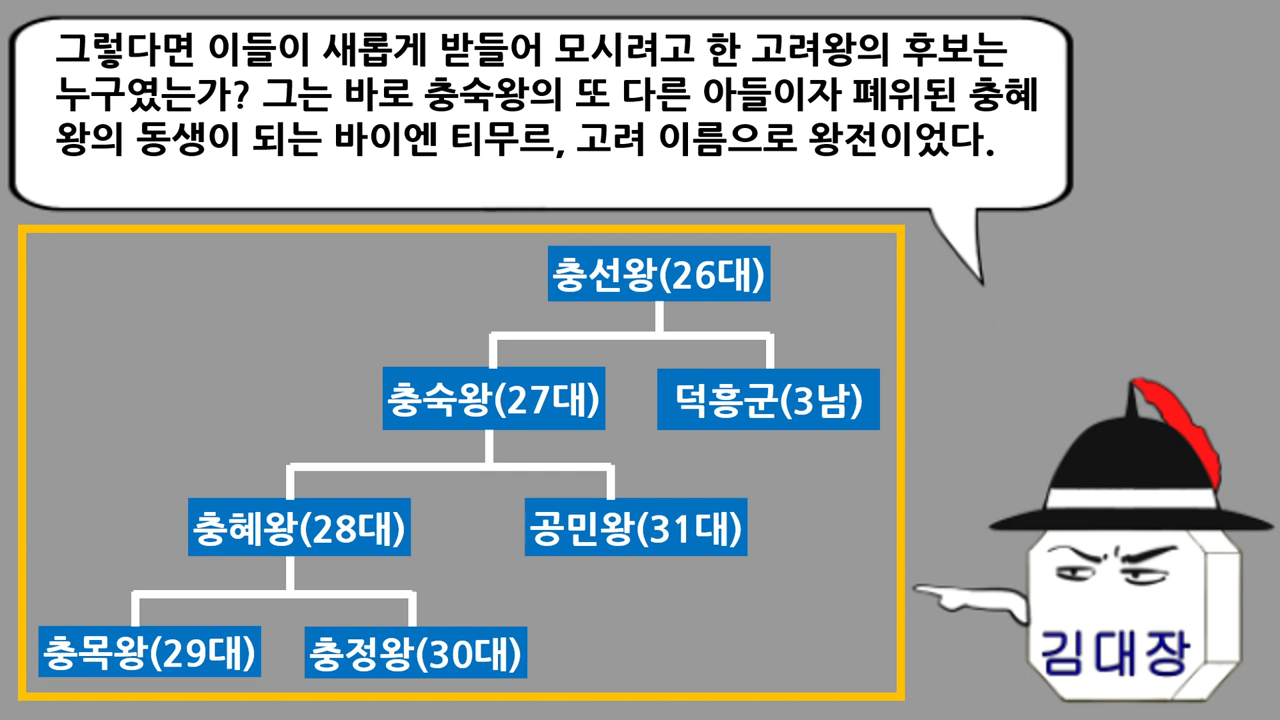 그렇다면 이들이 새롭게 받들어 모시려고 한 고려왕의 후보는
누구였는가? 그는 바로 충숙왕의 또 다른 아들이자 폐위된 충혜
왕의 동생이 되는 바이엔 티무르, 고려 이름으로 왕전이었다.
충선왕(26대)
충숙왕(27대)
덕흥군(3남)
충혜왕(28대)
공민왕(31대)
충목왕(29대)
충정왕(30대)
김대장